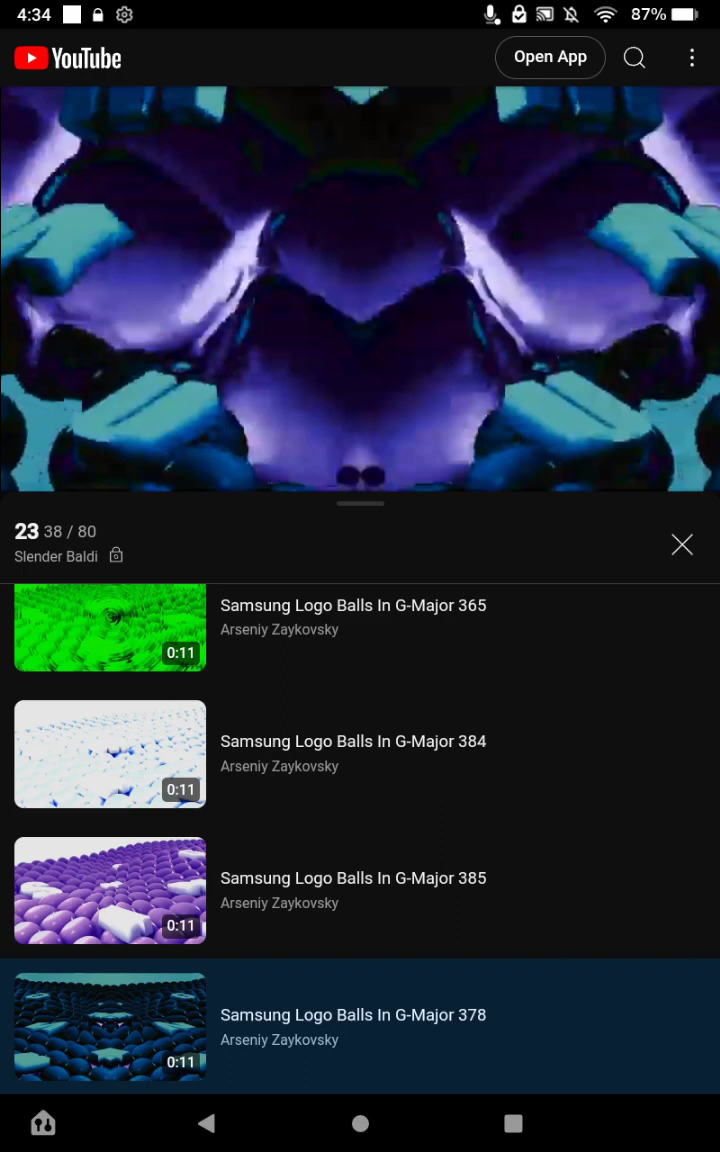 4:34
87%
YouTube
Open App
23 38 / 80
Slender Baldi
0:11
Samsung Logo Balls In G-Major 365
Arseniy Zaykovsky
0:11
Samsung Logo Balls In G-Major 384
Arseniy Zaykovsky
0:11
Samsung Logo Balls In G-Major 385
Arseniy Zaykovsky
0:11
Samsung Logo Balls In G-Major 378
Arseniy Zaykovsky